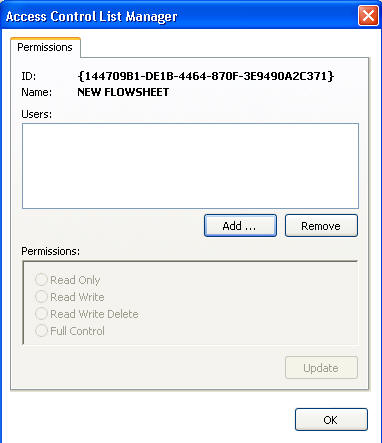 Access Control List Manager
Permissions
ID: {144709B1-DE1B-4464-870F-3E9490A2C371}
Name: NEW FLOWSHEET
Users:
Add ... Remove
Permissions:
Read Only
Read Write
Read Write Delete
Full Control
Update
OK